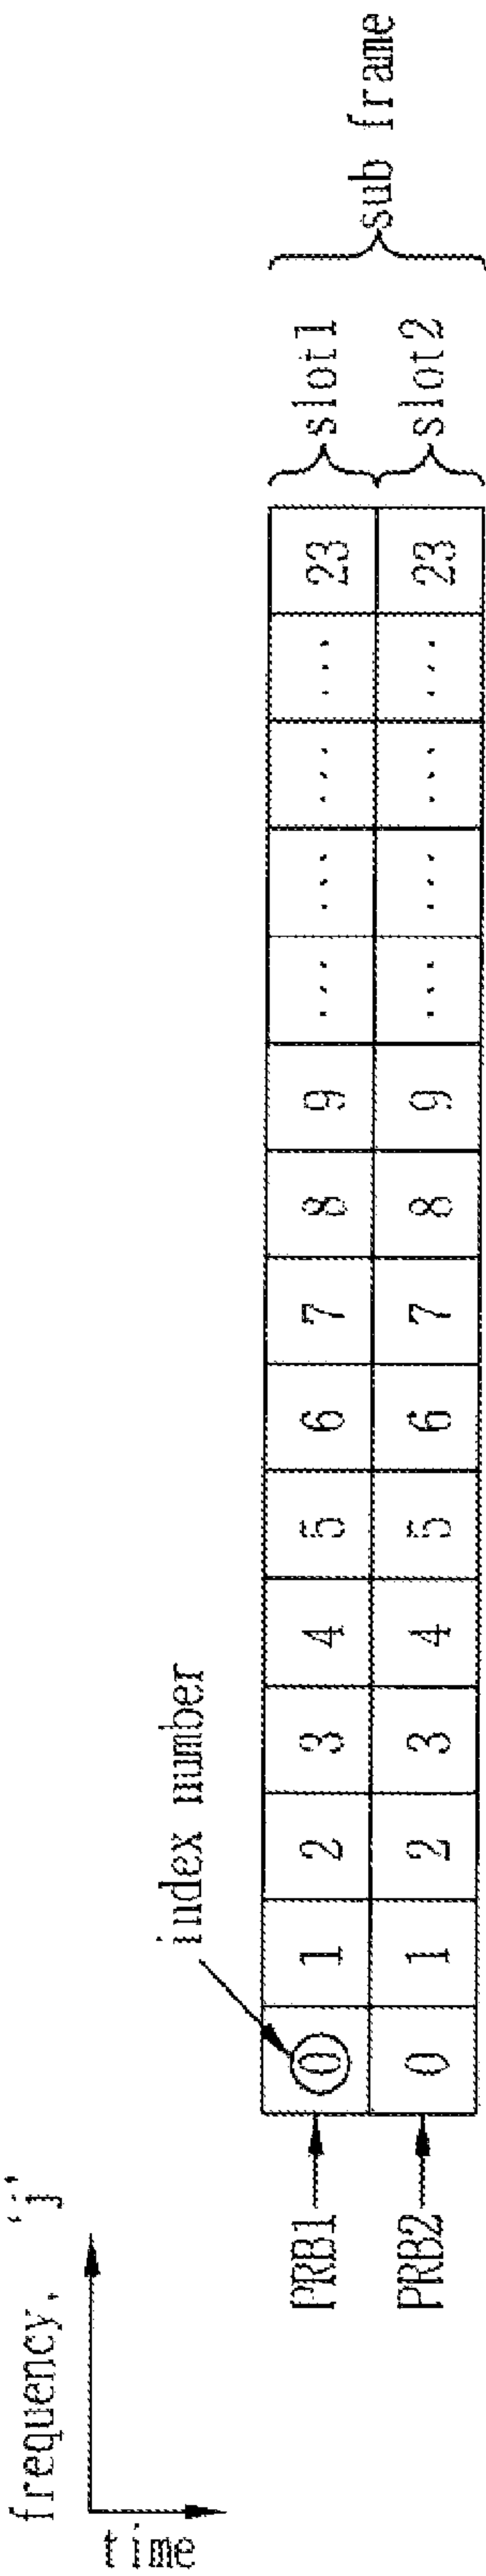 frequency, 'j'
time
index number
PRB1 0 1 2 3 4 5 6 7 8 9 ... ... ... ... 23 slot1
PRB2 0 1 2 3 4 5 6 7 8 9 ... ... ... ... 23 slot2
sub frame